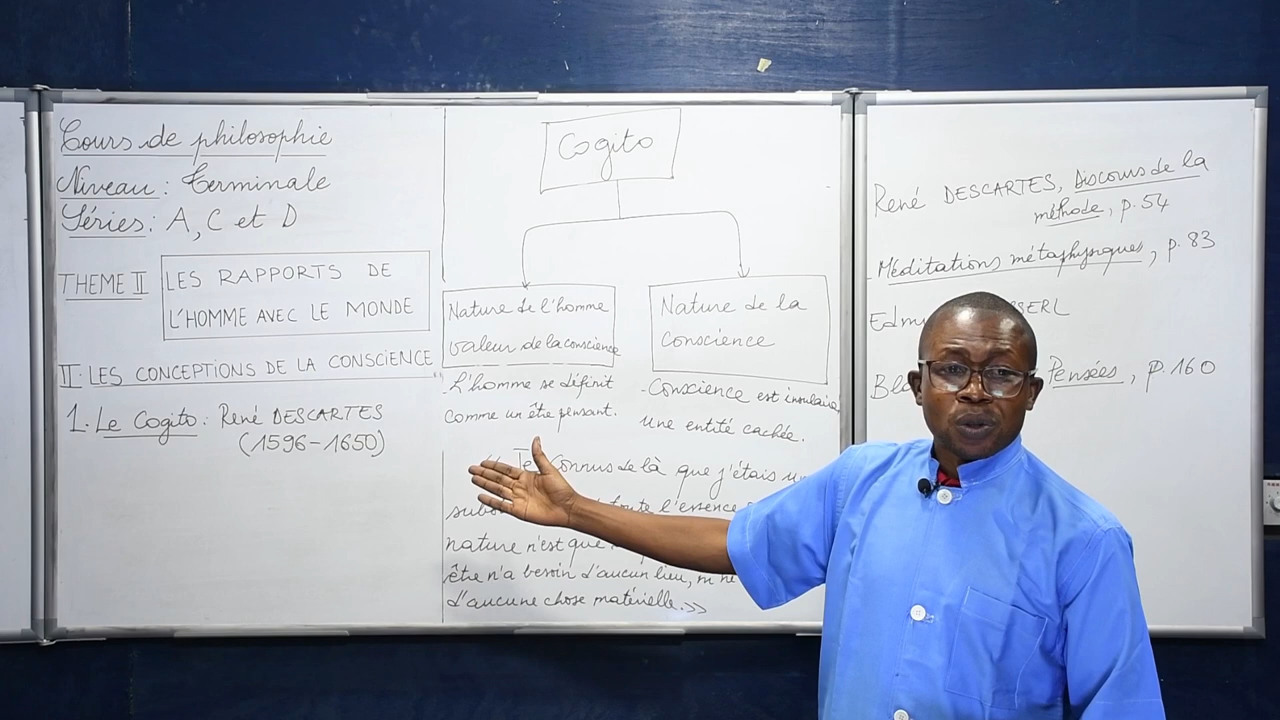 Cours de philosophie
Niveau : Terminale
Séries : A, C et D
THEME II
LES RAPPORTS DE
L'HOMME AVEC LE MONDE
II. LES CONCEPTIONS DE LA CONSCIENCE
1. Le Cogito : René DESCARTES
(1596-1650)
Cogito
Nature de l'homme
valeur de la conscience
- L'homme se définit
comme un être pensant.
Nature de la
Conscience
- Conscience est insulaire,
une entité cachée.
« Je connus de là que j'étais
l'essence
nature n'est que
être n'a besoin d'aucun lieu, ni ne
d'aucune chose matérielle. »
René DESCARTES, Discours de la
méthode, p. 54
Méditations métaphysiques, p. 83
Pensées, p. 160